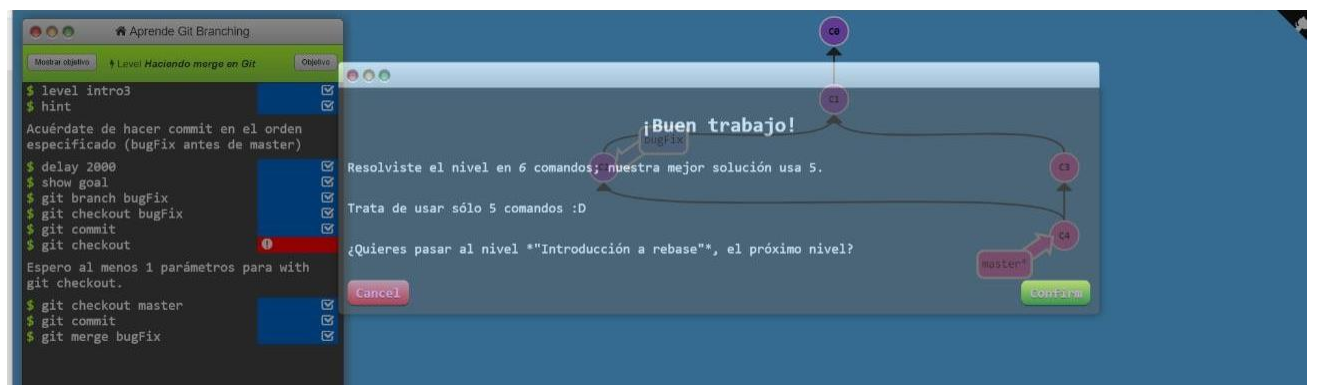 Aprende Git Branching
Mostrar objetivo
Level Haciendo merge en Git
Objetivo
$ level intro3
$ hint
Acuérdate de hacer commit en el orden
especificado (bugFix antes de master)
$ delay 2000
$ show goal
$ git branch bugFix
$ git checkout bugFix
$ git commit
$ git checkout
Espero al menos 1 parámetros para with
git checkout.
$ git checkout master
$ git commit
$ git merge bugFix
C0
C1
¡Buen trabajo!
bugFix
Resolviste el nivel en 6 comandos; nuestra mejor solución usa 5.
C3
Trata de usar sólo 5 comandos :D
C4
¿Quieres pasar al nivel *"Introducción a rebase"*, el próximo nivel?
master*
Cancel
Confirm